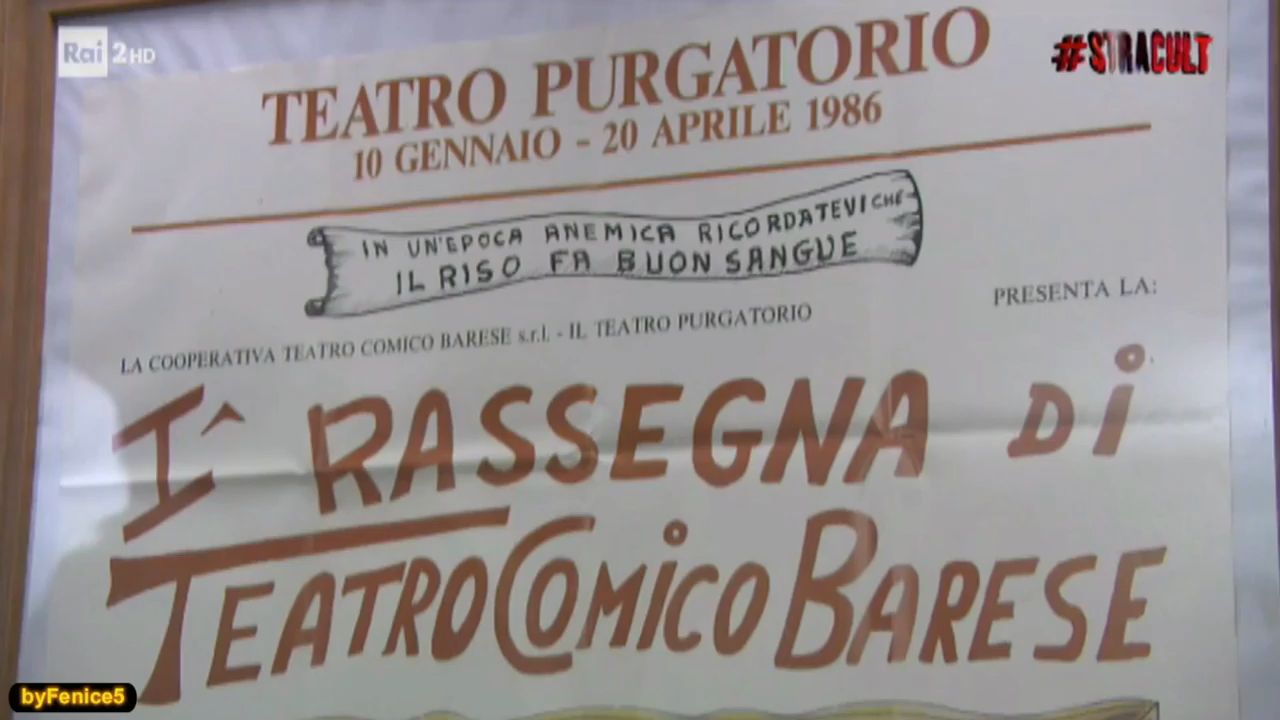 Rai 2HD
#STRACULT
TEATRO PURGATORIO
10 GENNAIO - 20 APRILE 1986
IN UN'EPOCA ANEMICA RICORDATEVI CHE
IL RISO FA BUON SANGUE
LA COOPERATIVA TEATRO COMICO BARESE s.r.l. - IL TEATRO PURGATORIO
PRESENTA LA:
I^ RASSEGNA DI
TEATRO COMICO BARESE
byFenice5